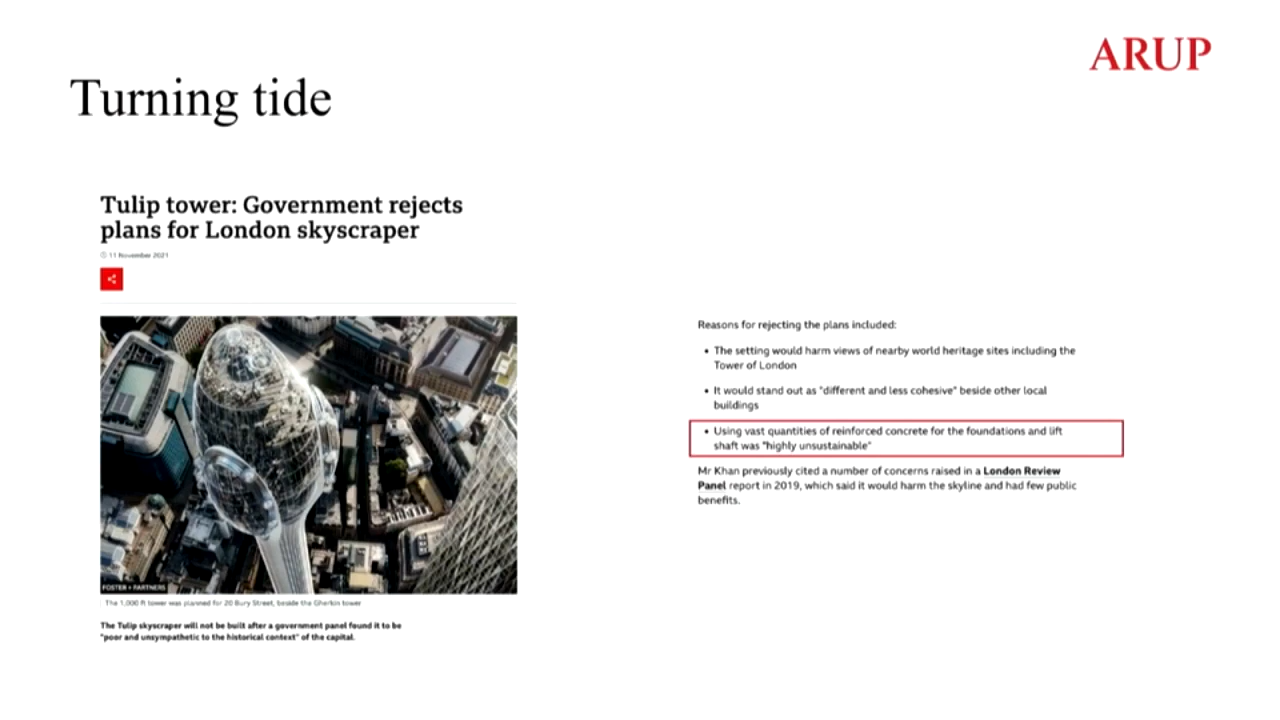 ARUP
Turning tide
Tulip tower: Government rejects
plans for London skyscraper
11 November 2021
FOSTER + PARTNERS
The 1,000 ft tower was planned for 20 Bury Street, beside the Gherkin tower
The Tulip skyscraper will not be built after a government panel found it to be
"poor and unsympathetic to the historical context" of the capital.
Reasons for rejecting the plans included:
• The setting would harm views of nearby world heritage sites including the
Tower of London
• It would stand out as "different and less cohesive" beside other local
buildings
• Using vast quantities of reinforced concrete for the foundations and lift
shaft was "highly unsustainable"
Mr Khan previously cited a number of concerns raised in a London Review
Panel report in 2019, which said it would harm the skyline and had few public
benefits.